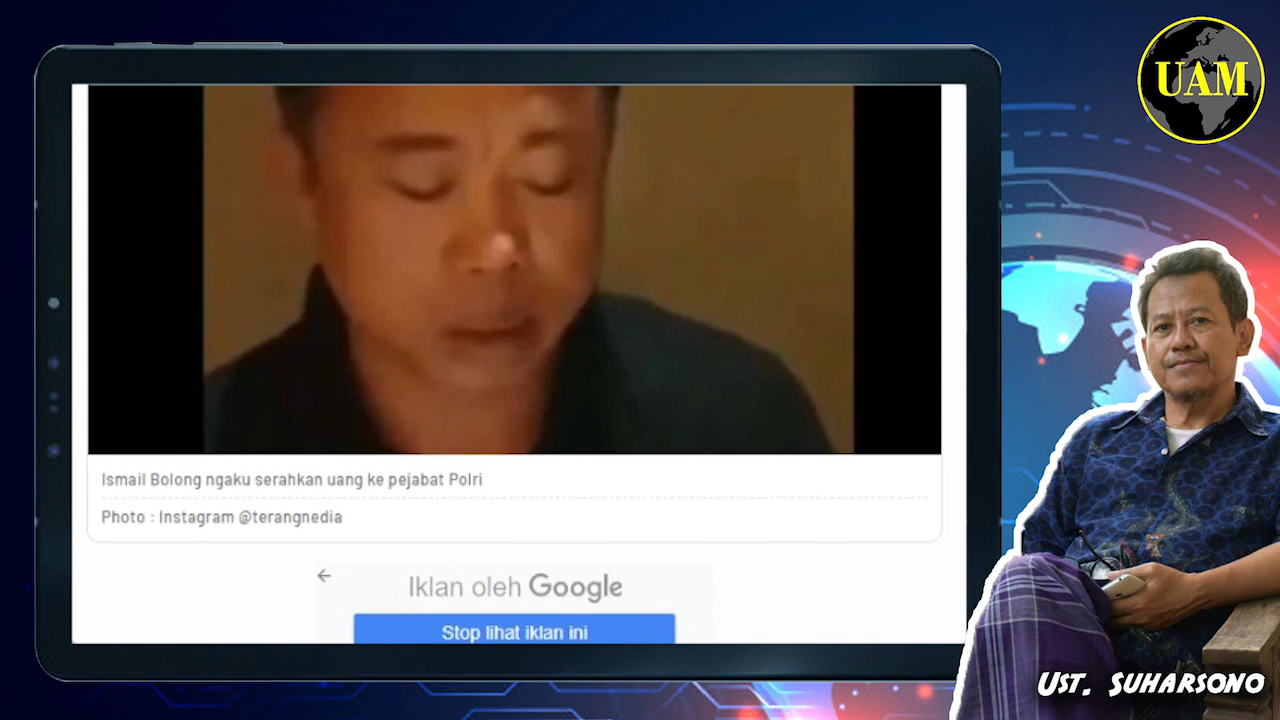 UAM
Ismail Bolong ngaku serahkan uang ke pejabat Polri
Photo : Instagram @terangnedia
Iklan oleh Google
Stop lihat iklan ini
UST. SUHARSONO